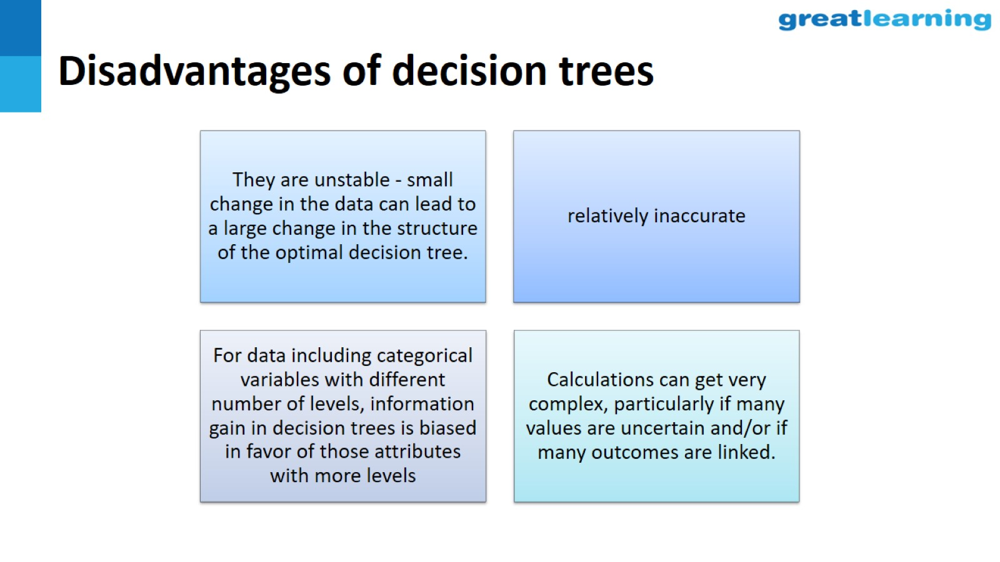 greatlearning
Disadvantages of decision trees
They are unstable - small
change in the data can lead to
a large change in the structure
of the optimal decision tree.
relatively inaccurate
For data including categorical
variables with different
number of levels, information
gain in decision trees is biased
in favor of those attributes
with more levels
Calculations can get very
complex, particularly if many
values are uncertain and/or if
many outcomes are linked.